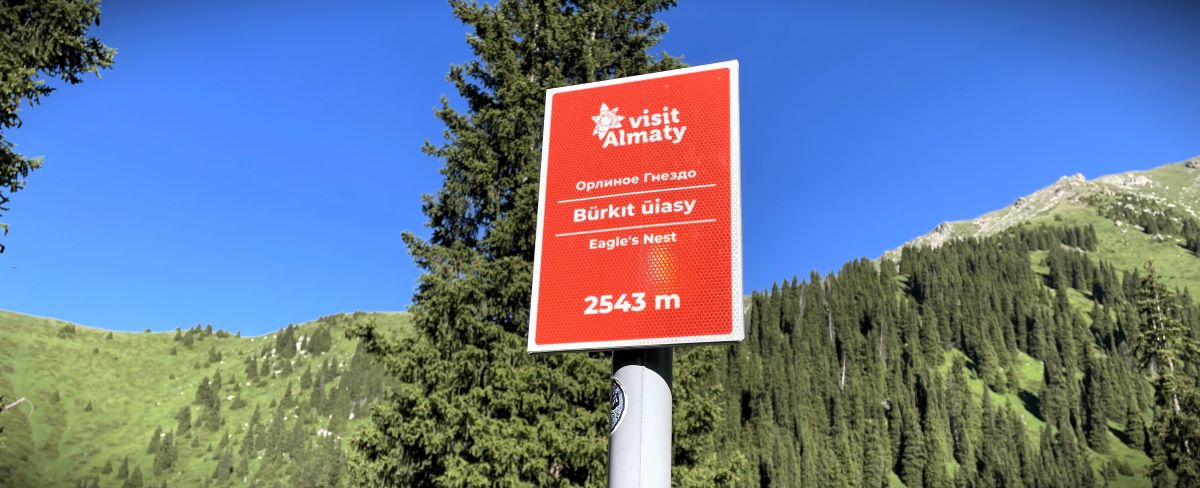 visit
Almaty
Орлиное Гнездо
Bürkıt ūiasy
Eagle's Nest
2543 m